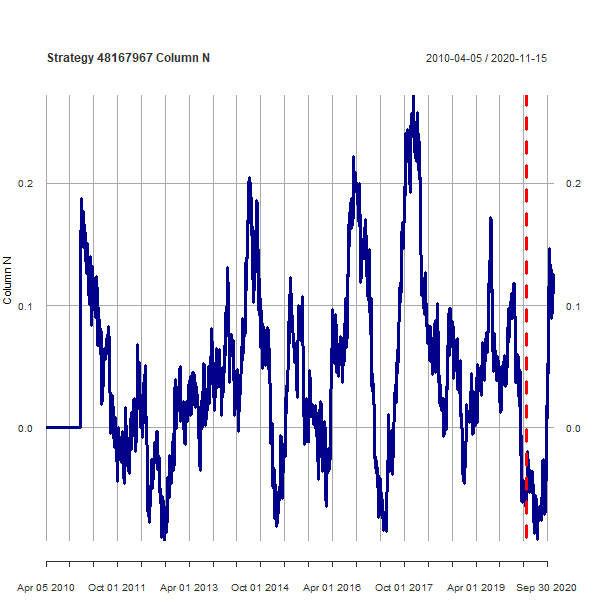 Strategy 48167967 Column N
2010-04-05 / 2020-11-15
Column N
0.2
0.2
0.1
0.1
0.0
0.0
Apr 05 2010
Oct 01 2011
Apr 01 2013
Oct 01 2014
Apr 01 2016
Oct 01 2017
Apr 01 2019
Sep 30 2020